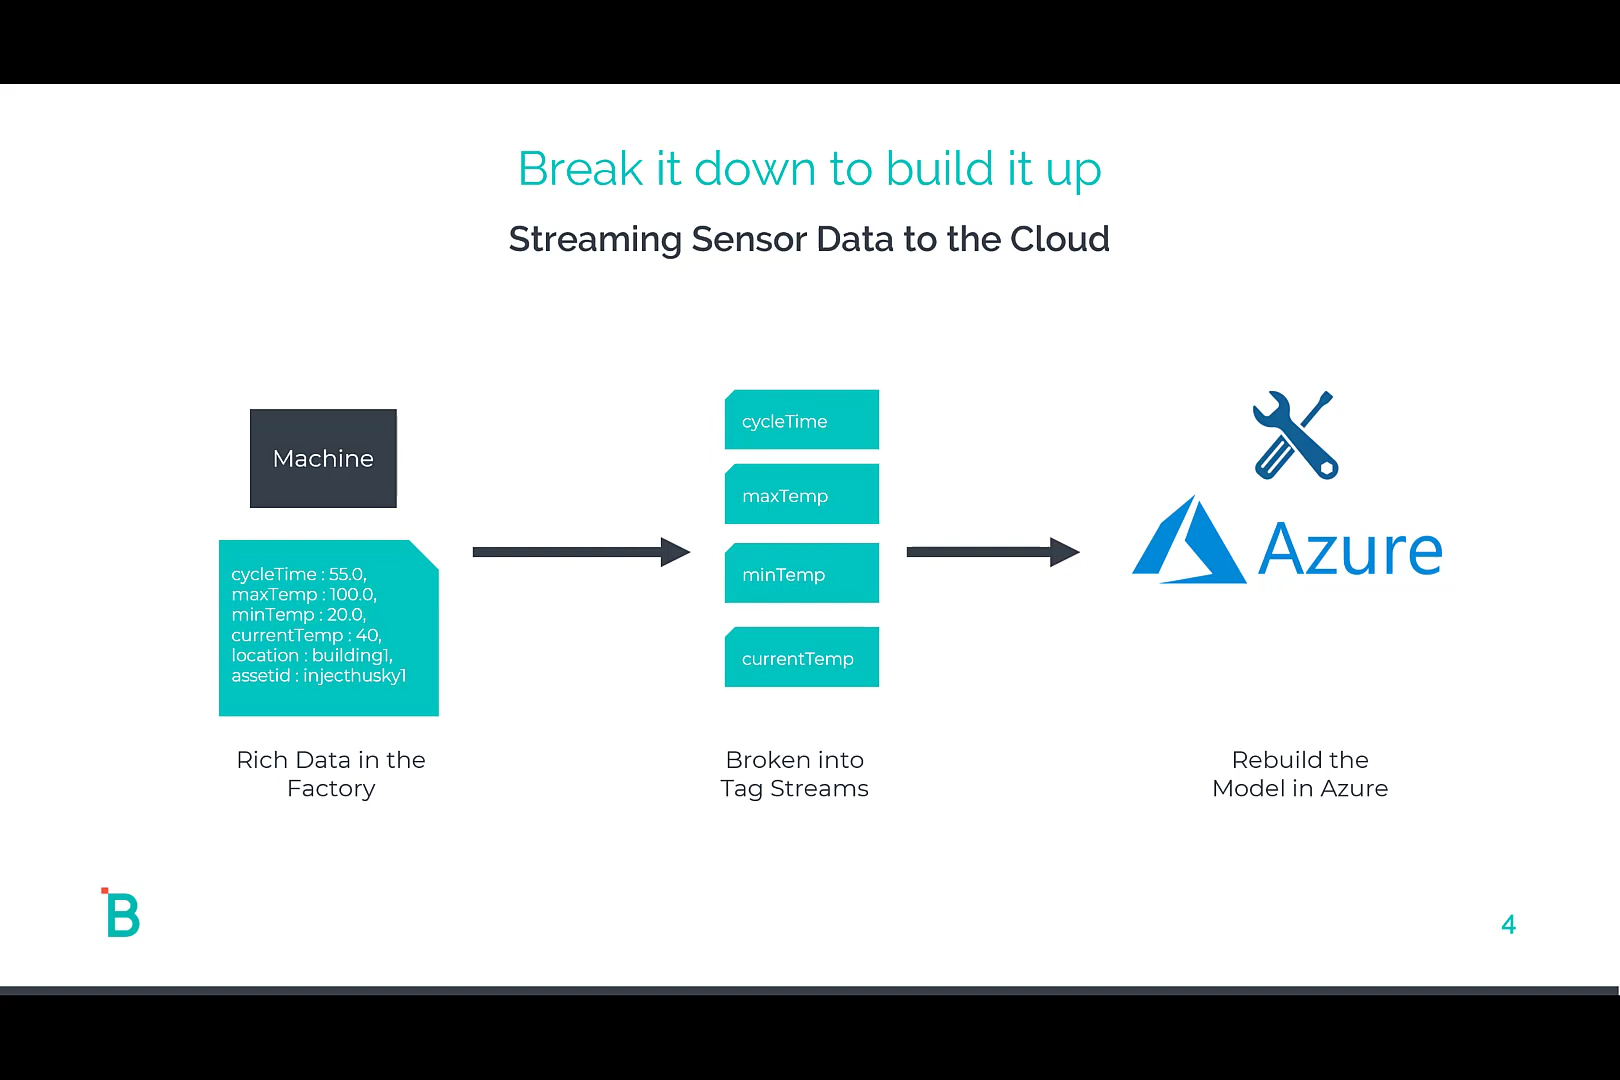 Break it down to build it up
Streaming Sensor Data to the Cloud
Machine
cycleTime : 55.0,
maxTemp : 100.0,
minTemp : 20.0,
currentTemp : 40,
location : building1,
assetid : injecthusky1
Rich Data in the
Factory
cycleTime
maxTemp
minTemp
currentTemp
Broken into
Tag Streams
Azure
Rebuild the
Model in Azure
B
4